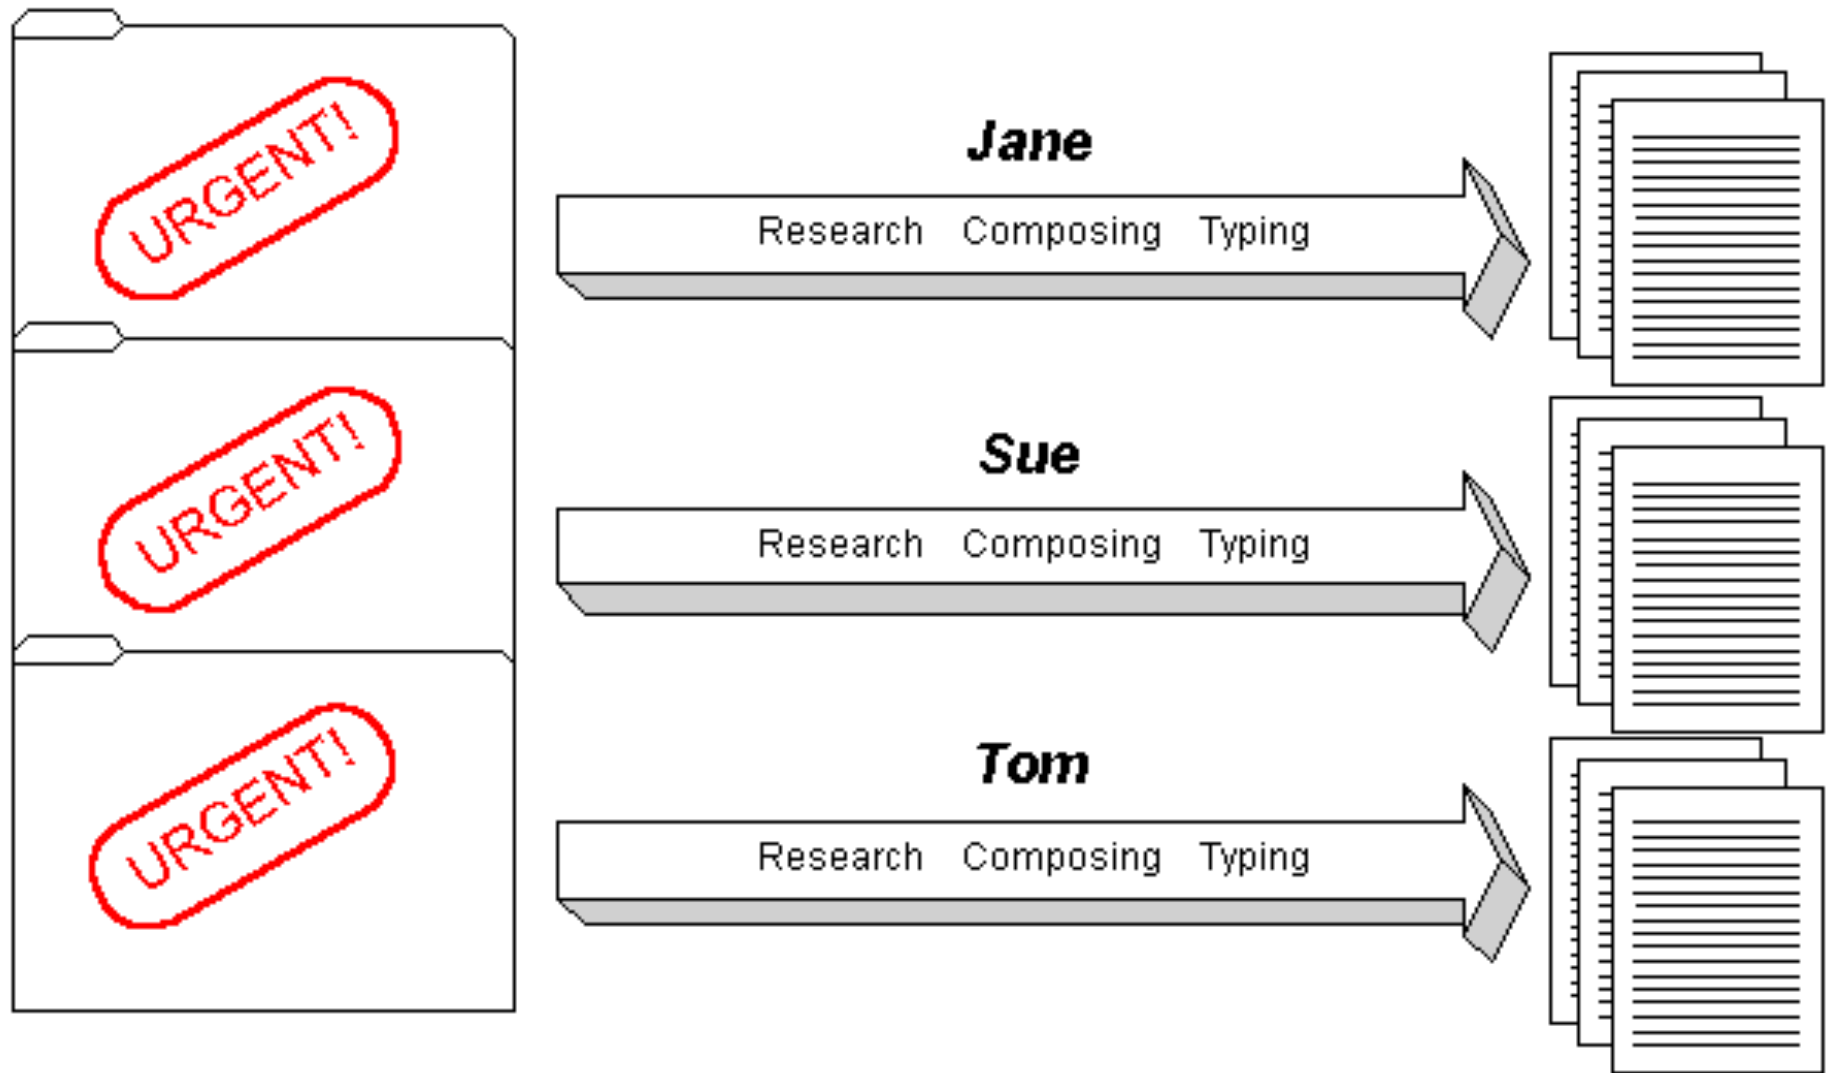 URGENT!
Jane
Research Composing Typing
URGENT!
Sue
Research Composing Typing
URGENT!
Tom
Research Composing Typing